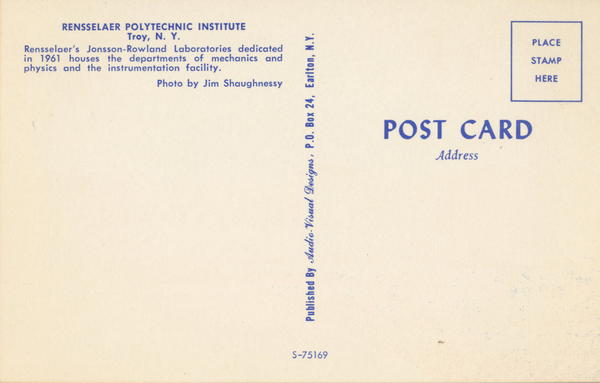 RENSSELAER POLYTECHNIC INSTITUTE
Troy, N. Y.
Rensselaer's Jonsson-Rowland Laboratories dedicated
in 1961 houses the departments of mechanics and
physics and the instrumentation facility.
Photo by Jim Shaughnessy
Published By Audio-Visual Designs, P.O. Box 24, Earlton, N.Y.
PLACE
STAMP
HERE
POST CARD
Address
S-75169